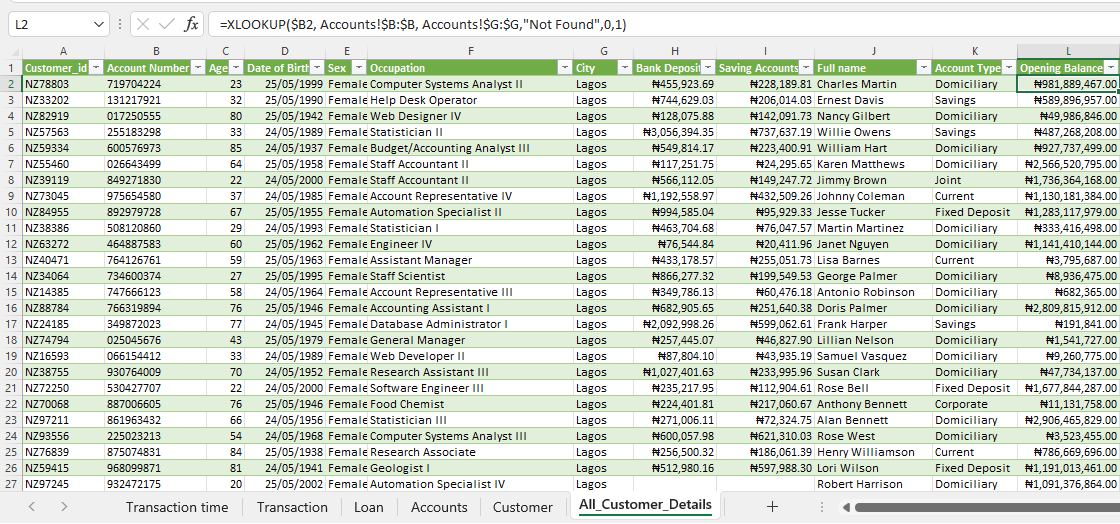 L2 fx =XLOOKUP($B2, Accounts!$B:$B, Accounts!$G:$G,"Not Found",0,1)
A B C D E F G H I J K L
1 Customer_id Account Number Age Date of Birth Sex Occupation City Bank Deposit Saving Accounts Full name Account Type Opening Balance
2 NZ78803 719704224 23 25/05/1999 Female Computer Systems Analyst II Lagos ₦455,923.69 ₦228,189.81 Charles Martin Domiciliary ₦981,889,467.00
3 NZ33202 131217921 32 25/05/1990 Female Help Desk Operator Lagos ₦744,629.03 ₦206,014.03 Ernest Davis Savings ₦589,896,957.00
4 NZ82919 017250555 80 25/05/1942 Female Web Designer IV Lagos ₦128,075.88 ₦142,091.73 Nancy Gilbert Domiciliary ₦49,986,846.00
5 NZ57563 255183298 33 24/05/1989 Female Statistician II Lagos ₦3,056,394.35 ₦737,637.19 Willie Owens Savings ₦487,268,208.00
6 NZ59334 600576973 85 24/05/1937 Female Budget/Accounting Analyst III Lagos ₦549,814.17 ₦223,400.91 William Hart Domiciliary ₦927,737,499.00
7 NZ55460 026643499 64 25/05/1958 Female Staff Accountant II Lagos ₦117,251.75 ₦24,295.65 Karen Matthews Domiciliary ₦2,566,520,795.00
8 NZ39119 849271830 22 24/05/2000 Female Staff Accountant II Lagos ₦566,112.05 ₦149,247.72 Jimmy Brown Joint ₦1,736,364,168.00
9 NZ73045 975654580 37 24/05/1985 Female Account Representative IV Lagos ₦1,192,558.97 ₦432,509.26 Johnny Coleman Current ₦1,130,181,384.00
10 NZ84955 892979728 67 25/05/1955 Female Automation Specialist II Lagos ₦994,585.04 ₦95,929.33 Jesse Tucker Fixed Deposit ₦1,283,117,979.00
11 NZ38386 508120860 29 24/05/1993 Female Statistician I Lagos ₦463,704.68 ₦76,047.57 Martin Martinez Domiciliary ₦333,416,498.00
12 NZ63272 464887583 60 25/05/1962 Female Engineer IV Lagos ₦76,544.84 ₦20,411.96 Janet Nguyen Domiciliary ₦1,141,410,144.00
13 NZ40471 764126761 59 25/05/1963 Female Assistant Manager Lagos ₦433,178.57 ₦255,051.73 Lisa Barnes Current ₦3,795,687.00
14 NZ34064 734600374 27 25/05/1995 Female Staff Scientist Lagos ₦866,277.32 ₦199,549.53 George Palmer Domiciliary ₦8,936,475.00
15 NZ14385 747666123 58 24/05/1964 Female Account Representative III Lagos ₦349,786.13 ₦60,476.18 Antonio Robinson Domiciliary ₦682,365.00
16 NZ88784 766319894 76 25/05/1946 Female Accounting Assistant I Lagos ₦682,905.65 ₦251,640.38 Doris Palmer Domiciliary ₦2,809,815,912.00
17 NZ24185 349872023 77 24/05/1945 Female Database Administrator I Lagos ₦2,092,998.26 ₦599,062.61 Frank Harper Savings ₦191,841.00
18 NZ74794 025045676 43 25/05/1979 Female General Manager Lagos ₦257,445.07 ₦46,827.90 Lillian Nelson Domiciliary ₦1,541,727.00
19 NZ16593 066154412 33 24/05/1989 Female Web Developer II Lagos ₦87,804.10 ₦43,935.19 Samuel Vasquez Domiciliary ₦9,260,775.00
20 NZ38755 930764009 70 24/05/1952 Female Research Assistant III Lagos ₦1,027,401.63 ₦233,995.96 Susan Clark Domiciliary ₦47,734,137.00
21 NZ72250 530427707 22 24/05/2000 Female Software Engineer III Lagos ₦235,217.95 ₦112,904.61 Rose Bell Fixed Deposit ₦1,677,844,287.00
22 NZ70068 887006605 76 25/05/1946 Female Food Chemist Lagos ₦224,401.81 ₦217,060.67 Anthony Bennett Corporate ₦11,131,758.00
23 NZ97211 861963432 66 24/05/1956 Female Statistician III Lagos ₦271,006.11 ₦72,324.75 Alan Bennett Domiciliary ₦2,906,465,829.00
24 NZ93556 225023213 54 24/05/1968 Female Computer Systems Analyst III Lagos ₦600,057.98 ₦621,310.03 Rose West Domiciliary ₦3,523,455.00
25 NZ76839 875074831 84 25/05/1938 Female Research Associate Lagos ₦256,500.32 ₦186,061.39 Henry Williamson Current ₦786,669,696.00
26 NZ59415 968099871 81 24/05/1941 Female Geologist I Lagos ₦512,980.16 ₦597,988.30 Lori Wilson Fixed Deposit ₦1,191,013,461.00
27 NZ97245 932472175 20 25/05/2002 Female Automation Specialist IV Lagos Robert Harrison Domiciliary ₦1,091,376,864.00
Transaction time Transaction Loan Accounts Customer All_Customer_Details